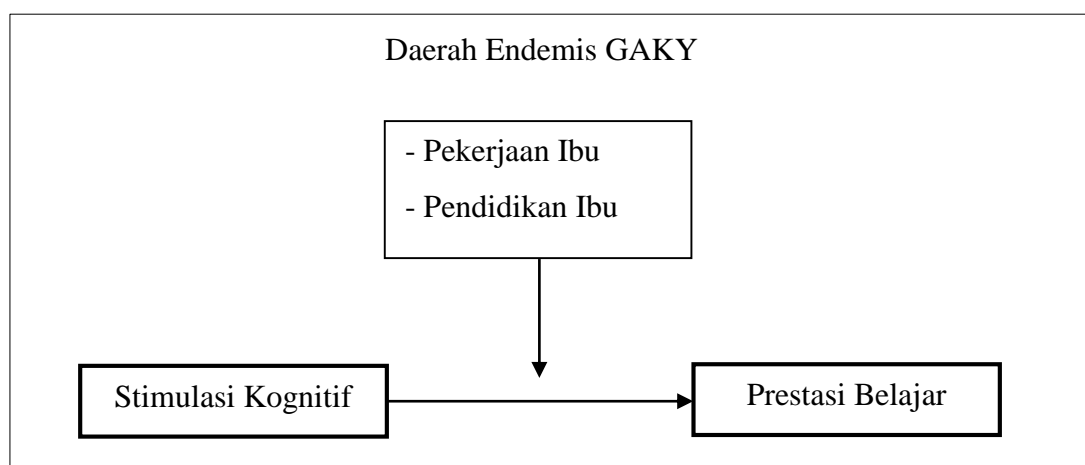 Daerah Endemis GAKY
- Pekerjaan Ibu
- Pendidikan Ibu
Stimulasi Kognitif
Prestasi Belajar